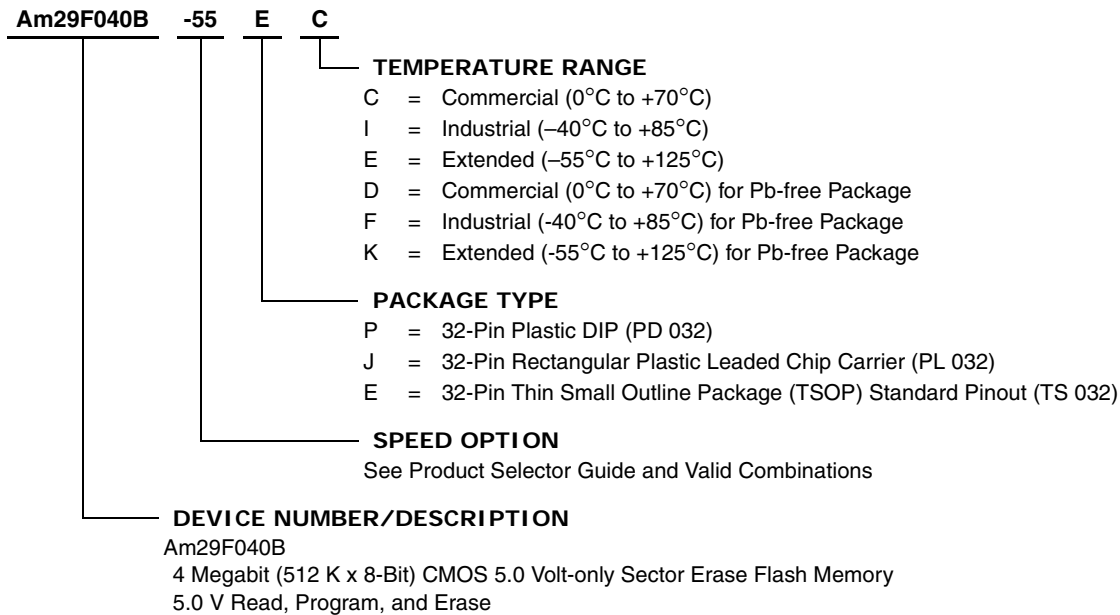 Am29F040B -55 E C
TEMPERATURE RANGE
C = Commercial (0°C to +70°C)
I = Industrial (–40°C to +85°C)
E = Extended (–55°C to +125°C)
D = Commercial (0°C to +70°C) for Pb-free Package
F = Industrial (-40°C to +85°C) for Pb-free Package
K = Extended (-55°C to +125°C) for Pb-free Package
PACKAGE TYPE
P = 32-Pin Plastic DIP (PD 032)
J = 32-Pin Rectangular Plastic Leaded Chip Carrier (PL 032)
E = 32-Pin Thin Small Outline Package (TSOP) Standard Pinout (TS 032)
SPEED OPTION
See Product Selector Guide and Valid Combinations
DEVICE NUMBER/DESCRIPTION
Am29F040B
4 Megabit (512 K x 8-Bit) CMOS 5.0 Volt-only Sector Erase Flash Memory
5.0 V Read, Program, and Erase